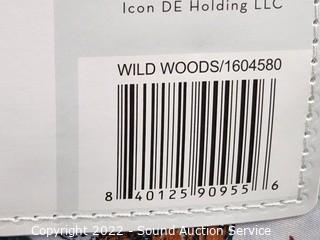 Icon DE Holding LLC
WILD WOODS/1604580
8 40125 90955 6
Copyright 2022 - Sound Auction Service